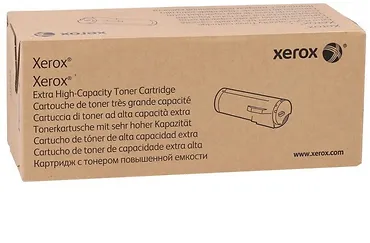 xerox
Xerox®
Xerox®
Extra High-Capacity Toner Cartridge
Cartouche de toner très grande capacité
Cartuccia di toner ad alta capacità extra
Tonerkartusche mit sehr hoher Kapazität
Cartucho de tóner de capacidad extra
Cartucho de toner de capacidade extra
Картридж с тонером повышенной емкости
www.xerox.com